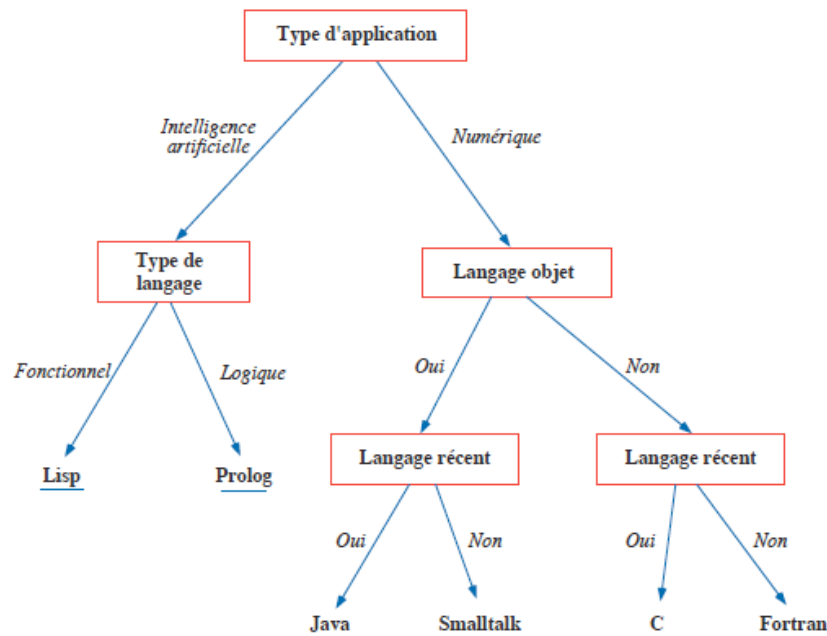 Type d'application
Intelligence
artificielle
Numérique
Type de
langage
Langage objet
Fonctionnel
Logique
Oui
Non
Lisp
Prolog
Langage récent
Langage récent
Oui
Non
Oui
Non
Java
Smalltalk
C
Fortran